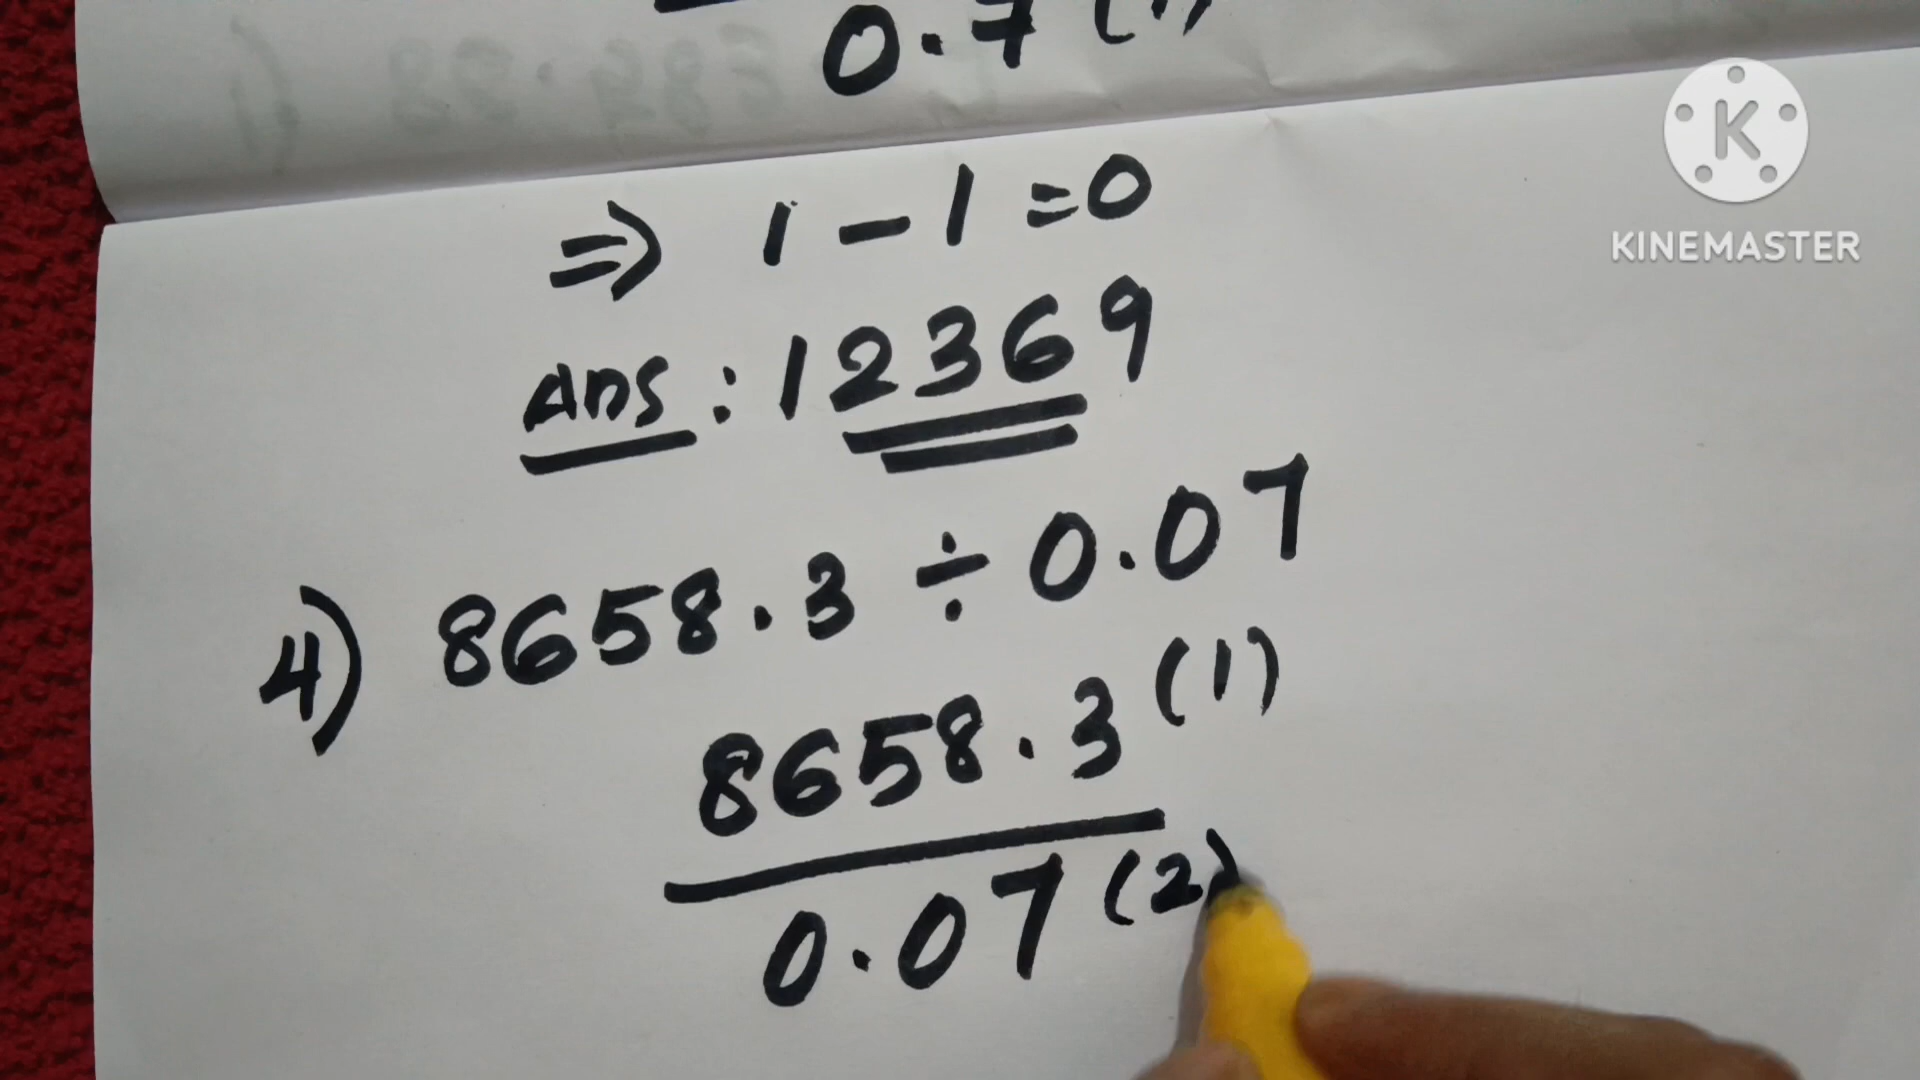 0.7 (1)
⇒ 1 - 1 = 0
Ans : 12369
4) 8658.3 ÷ 0.07
8658.3 (1)
0.07 (2)
K
KINEMASTER